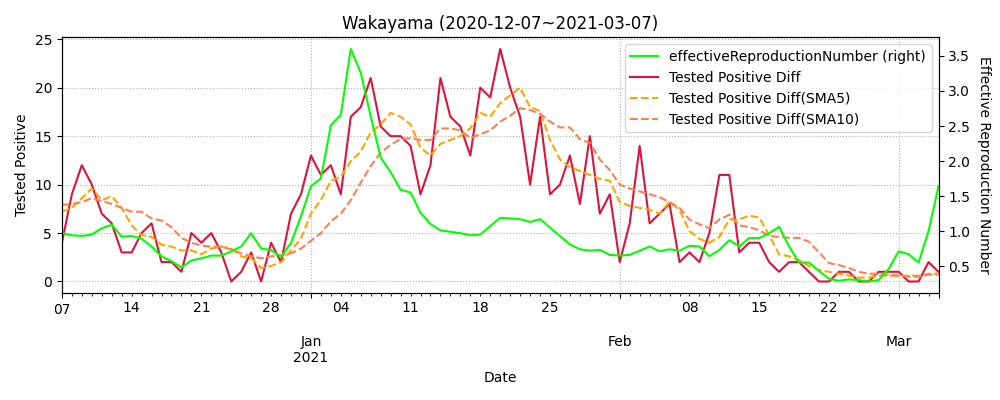 Wakayama (2020-12-07~2021-03-07)
effectiveReproductionNumber (right)
Tested Positive Diff
Tested Positive Diff(SMA5)
Tested Positive Diff(SMA10)
Tested Positive
25
20
15
10
5
0
Effective Reproduction Number
3.5
3.0
2.5
2.0
1.5
1.0
0.5
07 14 21 28 04 11 18 25 08 15 22
Jan Feb Mar
2021
Date